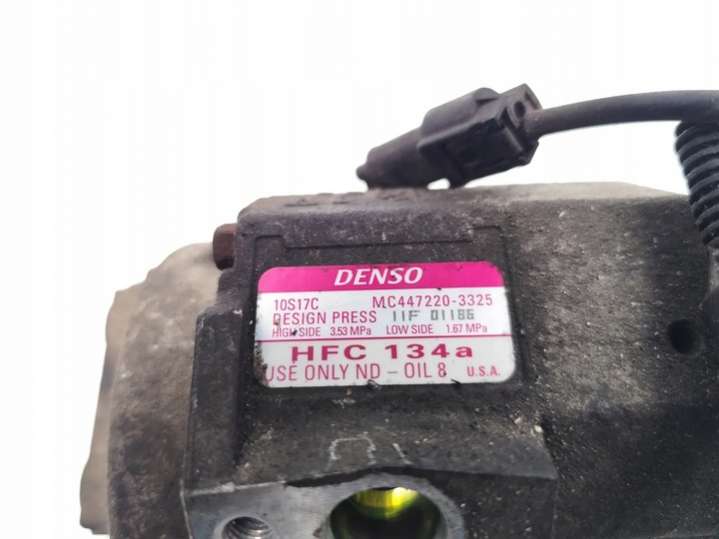 DENSO
10S17C MC447220-3325
DESIGN PRESS 11F 01186
HIGH SIDE 3.53 MPa LOW SIDE 1.67 MPa
HFC 134a
USE ONLY ND - OIL 8 U.S.A.